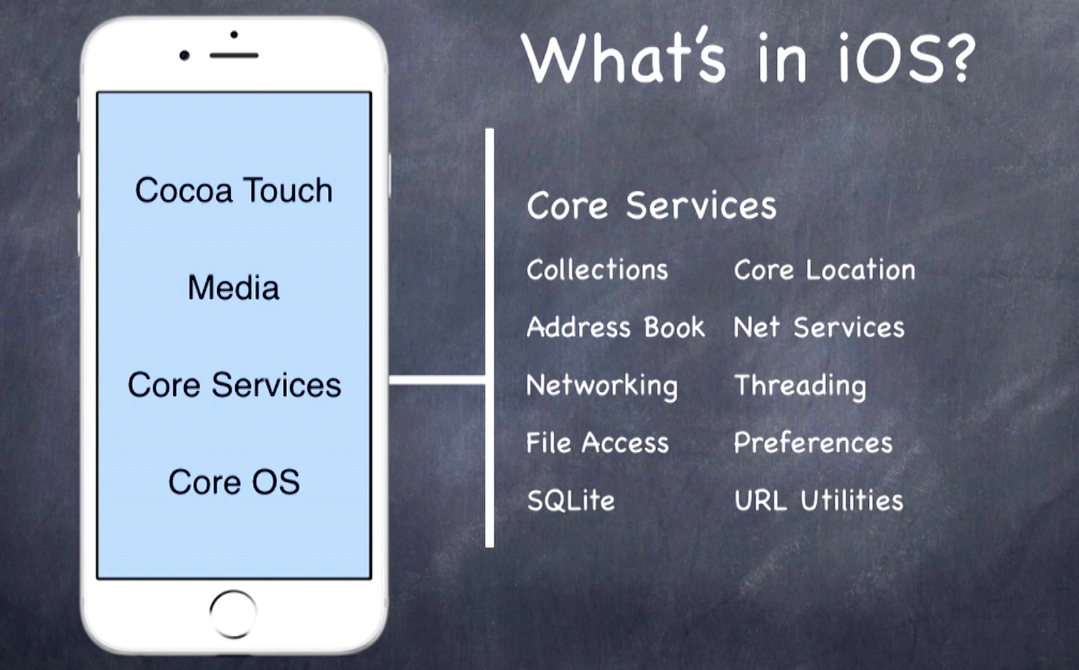 What's in iOS?
Cocoa Touch
Media
Core Services
Core OS
Core Services
Collections Core Location
Address Book Net Services
Networking Threading
File Access Preferences
SQLite URL Utilities